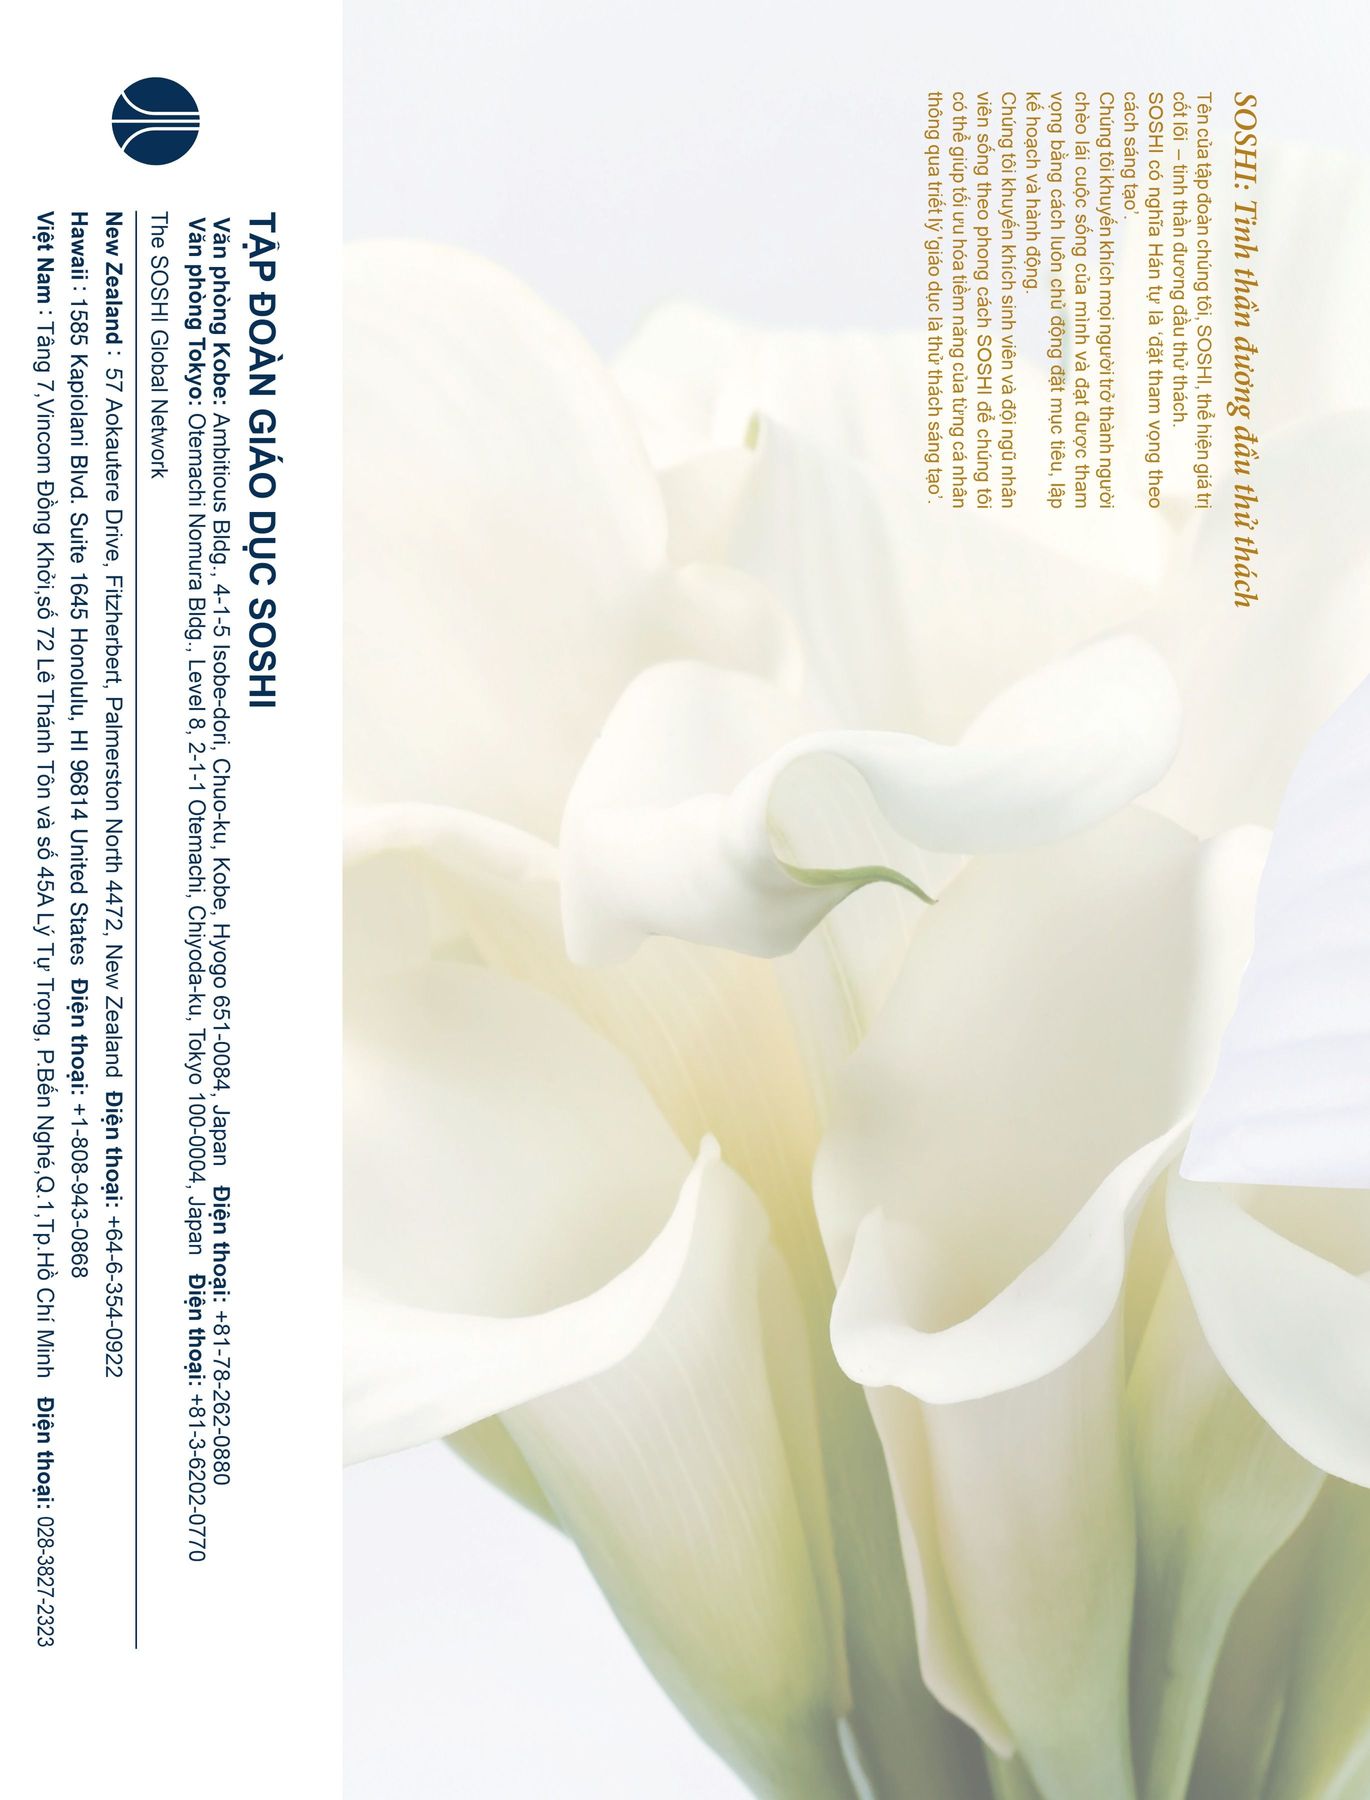 SOSHI: Tinh thần đương đầu thử thách
Tên của tập đoàn chúng tôi, SOSHI, thể hiện giá trị
cốt lõi – tinh thần đương đầu thử thách.
SOSHI có nghĩa Hán tự là ‘đặt tham vọng theo
cách sáng tạo’.
Chúng tôi khuyến khích mọi người trở thành người
chèo lái cuộc sống của mình và đạt được tham
vọng bằng cách luôn chủ động đặt mục tiêu, lập
kế hoạch và hành động.
Chúng tôi khuyến khích sinh viên và đội ngũ nhân
viên sống theo phong cách SOSHI để chúng tôi
có thể giúp tối ưu hóa tiềm năng của từng cá nhân
thông qua triết lý ‘giáo dục là thử thách sáng tạo’.
TẬP ĐOÀN GIÁO DỤC SOSHI
Văn phòng Kobe: Ambitious Bldg., 4-1-5 Isobe-dori, Chuo-ku, Kobe, Hyogo 651-0084, Japan Điện thoại: +81-78-262-0880
Văn phòng Tokyo: Otemachi Nomura Bldg., Level 8, 2-1-1 Otemachi, Chiyoda-ku, Tokyo 100-0004, Japan Điện thoại: +81-3-6202-0770
The SOSHI Global Network
New Zealand : 57 Aokautere Drive, Fitzherbert, Palmerston North 4472, New Zealand Điện thoại: +64-6-354-0922
Hawaii : 1585 Kapiolani Blvd. Suite 1645 Honolulu, HI 96814 United States Điện thoại: +1-808-943-0868
Việt Nam : Tầng 7,Vincom Đồng Khởi,số 72 Lê Thánh Tôn và số 45A Lý Tự Trọng, P.Bến Nghé,Q.1,Tp.Hồ Chí Minh Điện thoại: 028-3827-2323